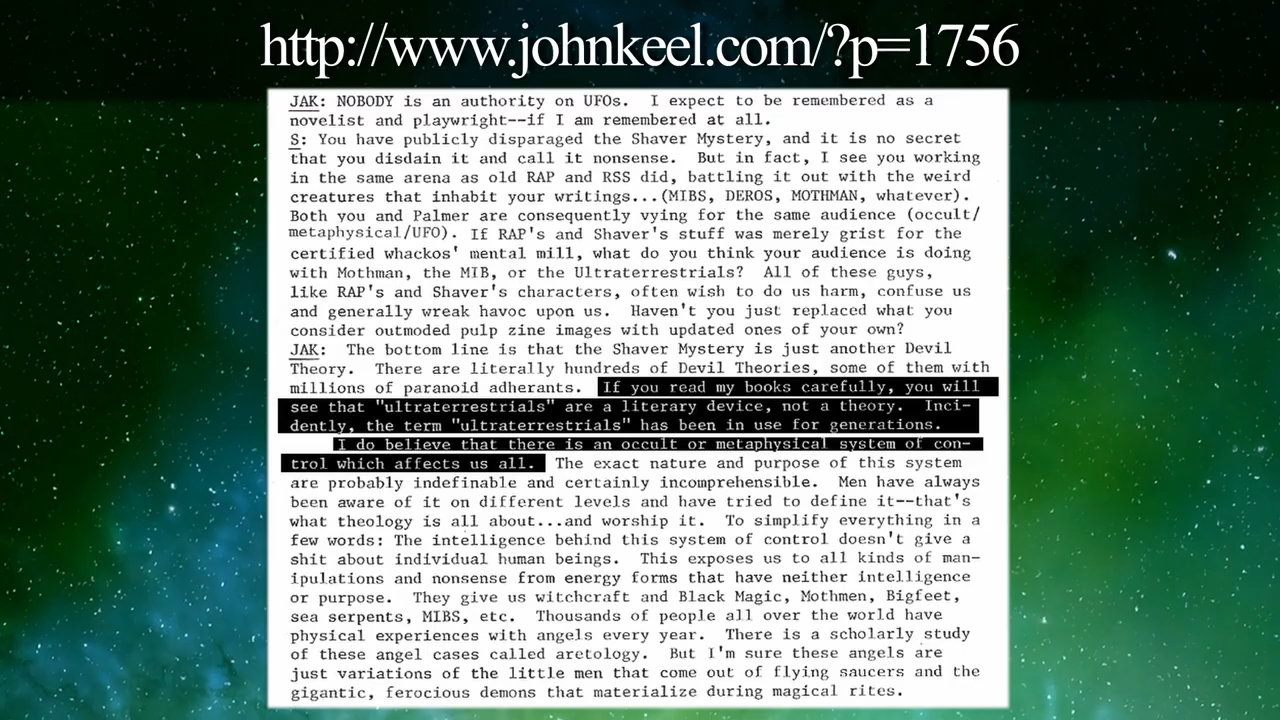 http://www.johnkeel.com/?p=1756
JAK: NOBODY is an authority on UFOs. I expect to be remembered as a
novelist and playwright--if I am remembered at all.
S: You have publicly disparaged the Shaver Mystery, and it is no secret
that you disdain it and call it nonsense. But in fact, I see you working
in the same arena as old RAP and RSS did, battling it out with the weird
creatures that inhabit your writings...(MIBS, DEROS, MOTHMAN, whatever).
Both you and Palmer are consequently vying for the same audience (occult/
metaphysical/UFO). If RAP's and Shaver's stuff was merely grist for the
certified whackos' mental mill, what do you think your audience is doing
with Mothman, the MIB, or the Ultraterrestrials? All of these guys,
like RAP's and Shaver's characters, often wish to do us harm, confuse us
and generally wreak havoc upon us. Haven't you just replaced what you
consider outmoded pulp zine images with updated ones of your own?
JAK: The bottom line is that the Shaver Mystery is just another Devil
Theory. There are literally hundreds of Devil Theories, some of them with
millions of paranoid adherants. If you read my books carefully, you will
see that "ultraterrestrials" are a literary device, not a theory. Inci-
dently, the term "ultraterrestrials" has been in use for generations.
I do believe that there is an occult or metaphysical system of con-
trol which affects us all. The exact nature and purpose of this system
are probably indefinable and certainly incomprehensible. Men have always
been aware of it on different levels and have tried to define it--that's
what theology is all about...and worship it. To simplify everything in a
few words: The intelligence behind this system of control doesn't give a
shit about individual human beings. This exposes us to all kinds of man-
ipulations and nonsense from energy forms that have neither intelligence
or purpose. They give us witchcraft and Black Magic, Mothmen, Bigfeet,
sea serpents, MIBS, etc. Thousands of people all over the world have
physical experiences with angels every year. There is a scholarly study
of these angel cases called aretology. But I'm sure these angels are
just variations of the little men that come out of flying saucers and the
gigantic, ferocious demons that materialize during magical rites.